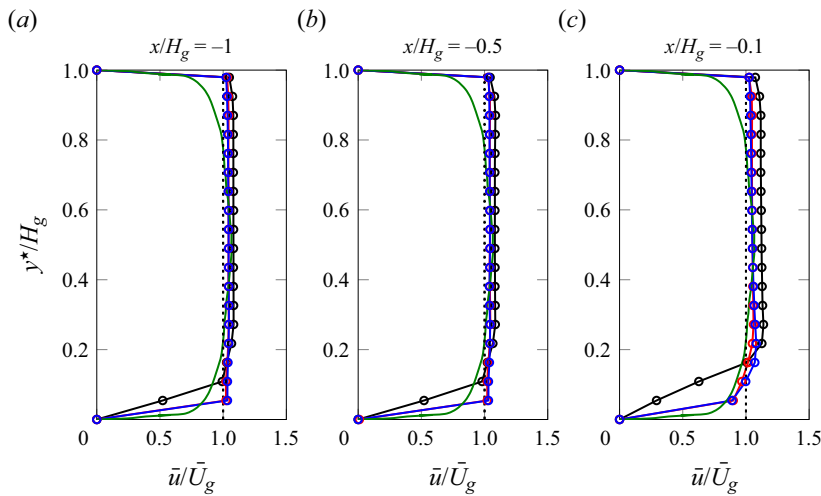 (a) (b) (c)
x/H_g = –1 x/H_g = –0.5 x/H_g = –0.1
1.0 1.0 1.0
0.8 0.8 0.8
0.6 0.6 0.6
y★/H_g
0.4 0.4 0.4
0.2 0.2 0.2
0 0.5 1.0 1.5 0 0.5 1.0 1.5 0 0.5 1.0 1.5
ū/Ū_g ū/Ū_g ū/Ū_g